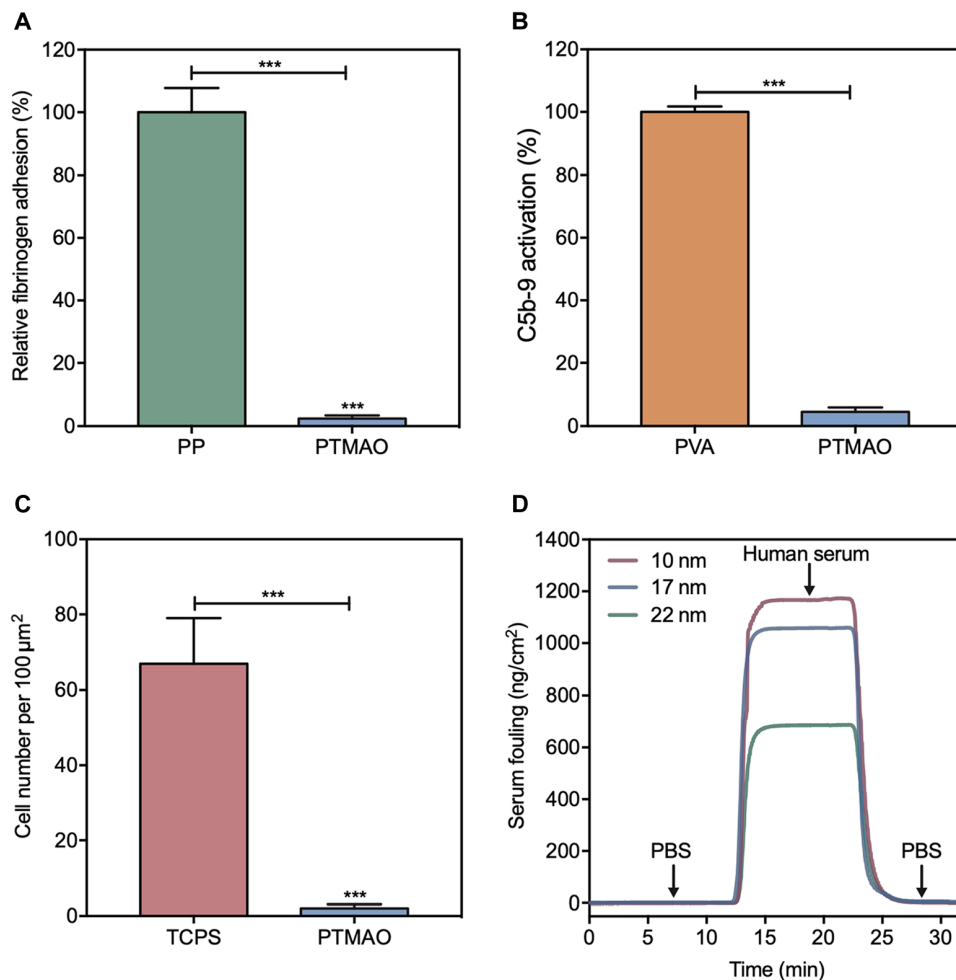 A
Relative fibrinogen adhesion (%)
120
100
80
60
40
20
0
***
***
PP
PTMAO
B
C5b-9 activation (%)
120
100
80
60
40
20
0
***
PVA
PTMAO
C
Cell number per 100 µm²
100
80
60
40
20
0
***
***
TCPS
PTMAO
D
Serum fouling (ng/cm²)
1400
1200
1000
800
600
400
200
0
10 nm
17 nm
22 nm
Human serum
PBS
PBS
0
5
10
15
20
25
30
Time (min)